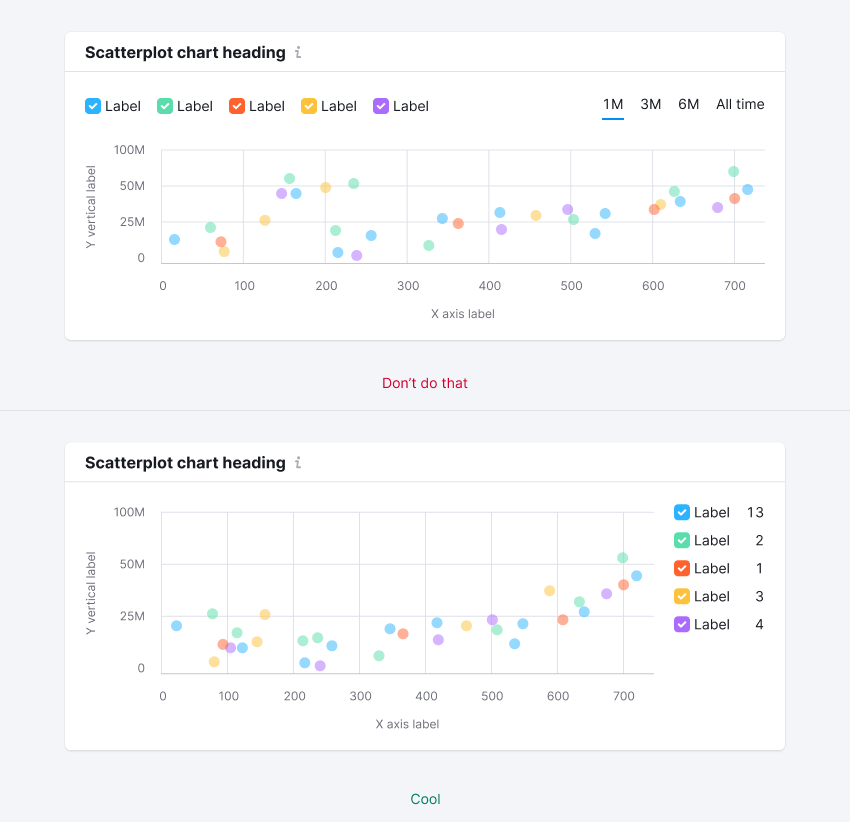 Scatterplot chart heading i
Label Label Label Label Label 1M 3M 6M All time
100M
50M
25M
0
Y vertical label
0 100 200 300 400 500 600 700
X axis label
Don't do that
Scatterplot chart heading i
100M
50M
25M
0
Y vertical label
0 100 200 300 400 500 600 700
X axis label
Label 13
Label 2
Label 1
Label 3
Label 4
Cool